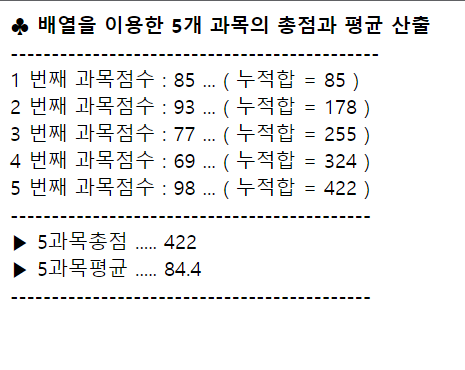 ♣ 배열을 이용한 5개 과목의 총점과 평균 산출
---------------------------------------------
1 번째 과목점수 : 85 ... ( 누적합 = 85 )
2 번째 과목점수 : 93 ... ( 누적합 = 178 )
3 번째 과목점수 : 77 ... ( 누적합 = 255 )
4 번째 과목점수 : 69 ... ( 누적합 = 324 )
5 번째 과목점수 : 98 ... ( 누적합 = 422 )
--------------------------------------------
▶ 5과목총점 ..... 422
▶ 5과목평균 ..... 84.4
--------------------------------------------